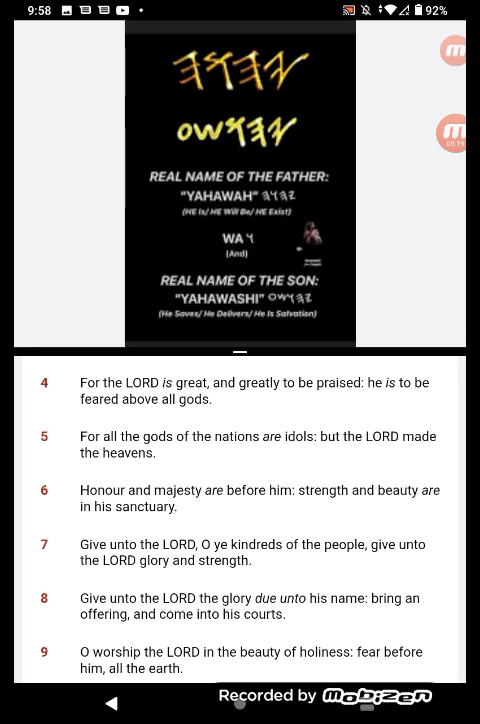 9:58
92%
𐤉𐤄𐤅𐤄
𐤉𐤄𐤅𐤔𐤏
REAL NAME OF THE FATHER:
"YAHAWAH" 𐤉𐤄𐤅𐤄
(HE Is/ HE Will Be/ HE Exist)
WA 𐤅
(And)
REAL NAME OF THE SON:
"YAHAWASHI" 𐤉𐤄𐤅𐤔𐤏
(He Saves/ He Delivers/ He Is Salvation)
09:19
4 For the LORD is great, and greatly to be praised: he is to be
feared above all gods.
5 For all the gods of the nations are idols: but the LORD made
the heavens.
6 Honour and majesty are before him: strength and beauty are
in his sanctuary.
7 Give unto the LORD, O ye kindreds of the people, give unto
the LORD glory and strength.
8 Give unto the LORD the glory due unto his name: bring an
offering, and come into his courts.
9 O worship the LORD in the beauty of holiness: fear before
him, all the earth.
Recorded by mobizen